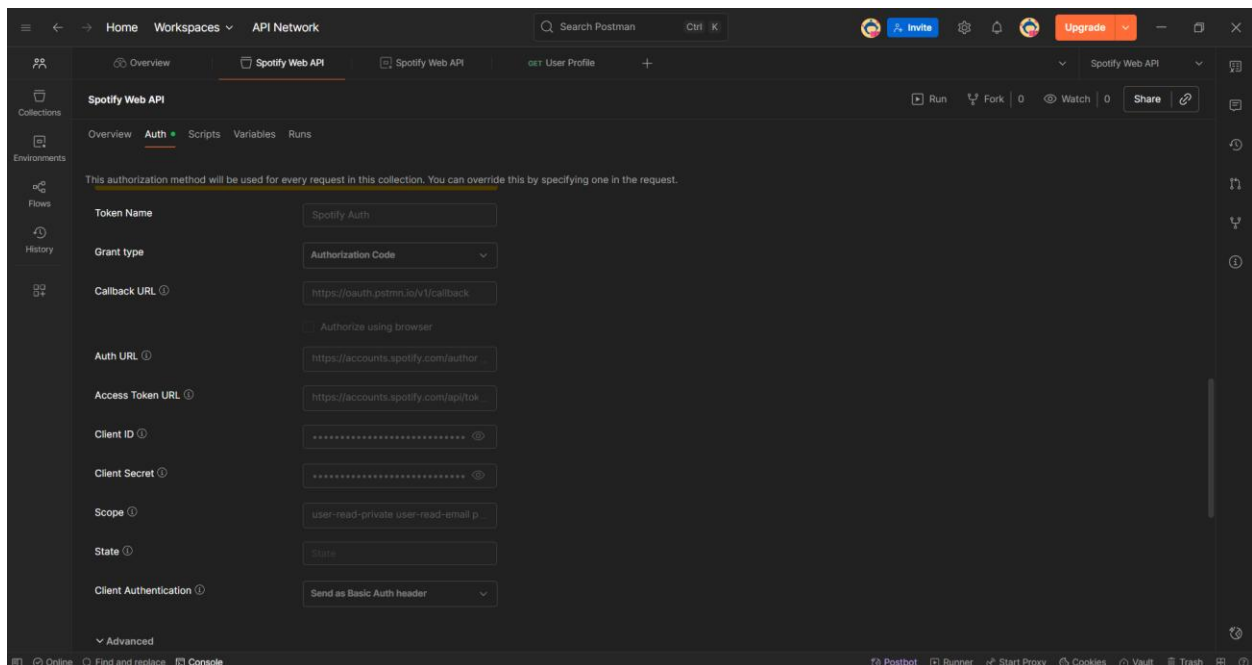 Home Workspaces API Network Search Postman Ctrl K Invite Upgrade
Overview Spotify Web API Spotify Web API GET User Profile Spotify Web API
Collections
Environments
Flows
History
Spotify Web API Run Fork 0 Watch 0 Share
Overview Auth Scripts Variables Runs
This authorization method will be used for every request in this collection. You can override this by specifying one in the request.
Token Name Spotify Auth
Grant type Authorization Code
Callback URL https://oauth.pstmn.io/v1/callback
Authorize using browser
Auth URL https://accounts.spotify.com/author...
Access Token URL https://accounts.spotify.com/api/tok...
Client ID
Client Secret
Scope user-read-private user-read-email p...
State State
Client Authentication Send as Basic Auth header
Advanced
Online Find and replace Console Postbot Runner Start Proxy Cookies Vault Trash